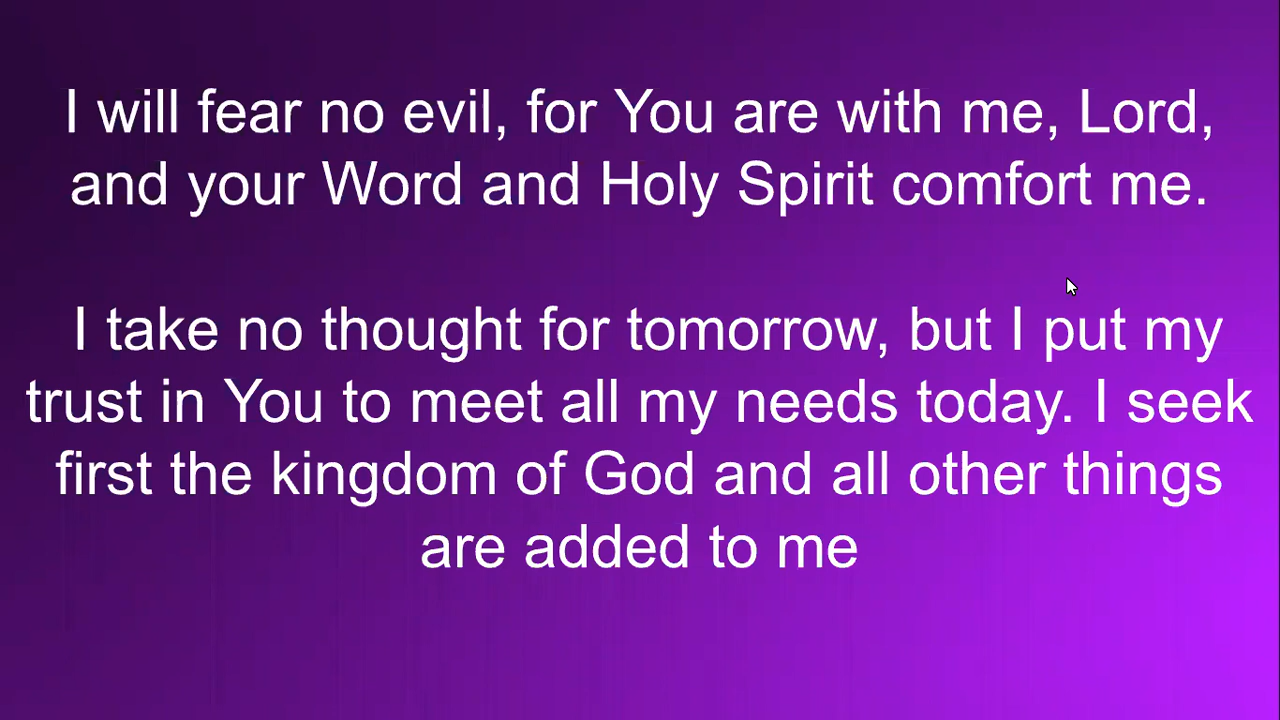 I will fear no evil, for You are with me, Lord,
and your Word and Holy Spirit comfort me.
I take no thought for tomorrow, but I put my
trust in You to meet all my needs today. I seek
first the kingdom of God and all other things
are added to me